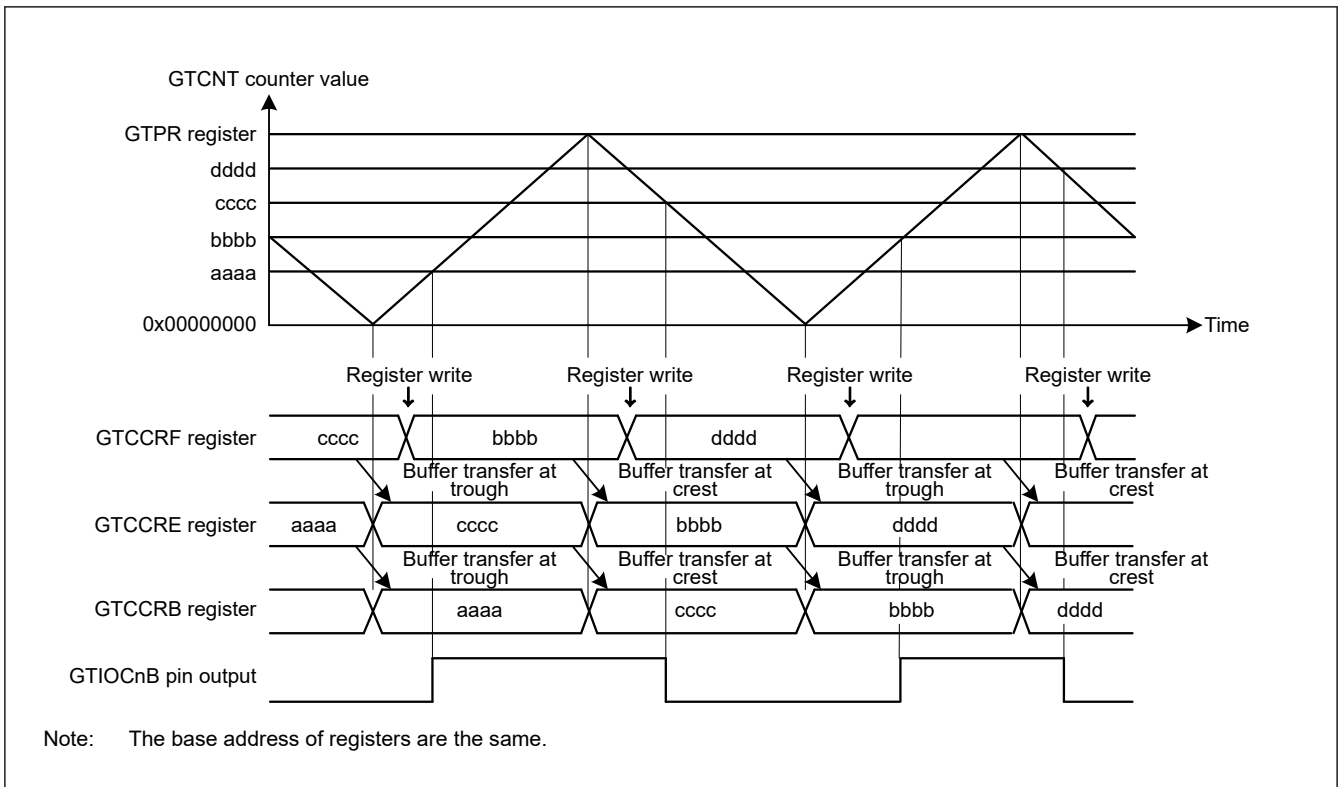 GTCNT counter value
GTPR register
dddd
cccc
bbbb
aaaa
0x00000000
Time
Register write
Register write
Register write
Register write
GTCCRF register
cccc
bbbb
dddd
Buffer transfer at
trough
Buffer transfer at
crest
Buffer transfer at
trough
Buffer transfer at
crest
GTCCRE register
aaaa
cccc
bbbb
dddd
Buffer transfer at
trough
Buffer transfer at
crest
Buffer transfer at
trough
Buffer transfer at
crest
GTCCRB register
aaaa
cccc
bbbb
dddd
GTIOCnB pin output
Note: The base address of registers are the same.